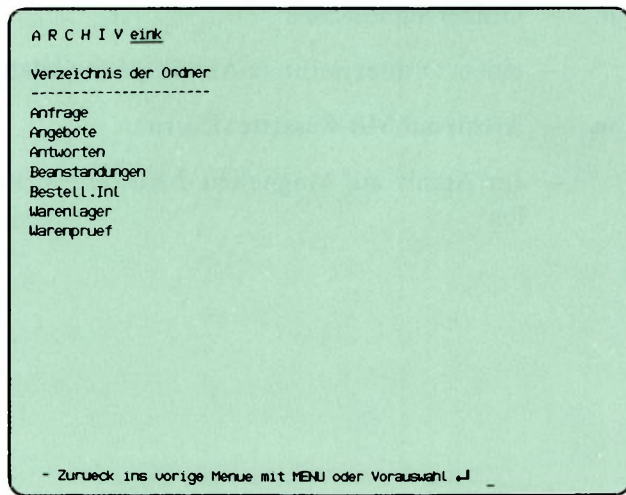 A R C H I V eink
Verzeichnis der Ordner
----------------------
Anfrage
Angebote
Antworten
Beanstandungen
Bestell.Inl
Warenlager
Warenpruef
- Zurueck ins vorige Menue mit MENU oder Vorauswahl ↵ _